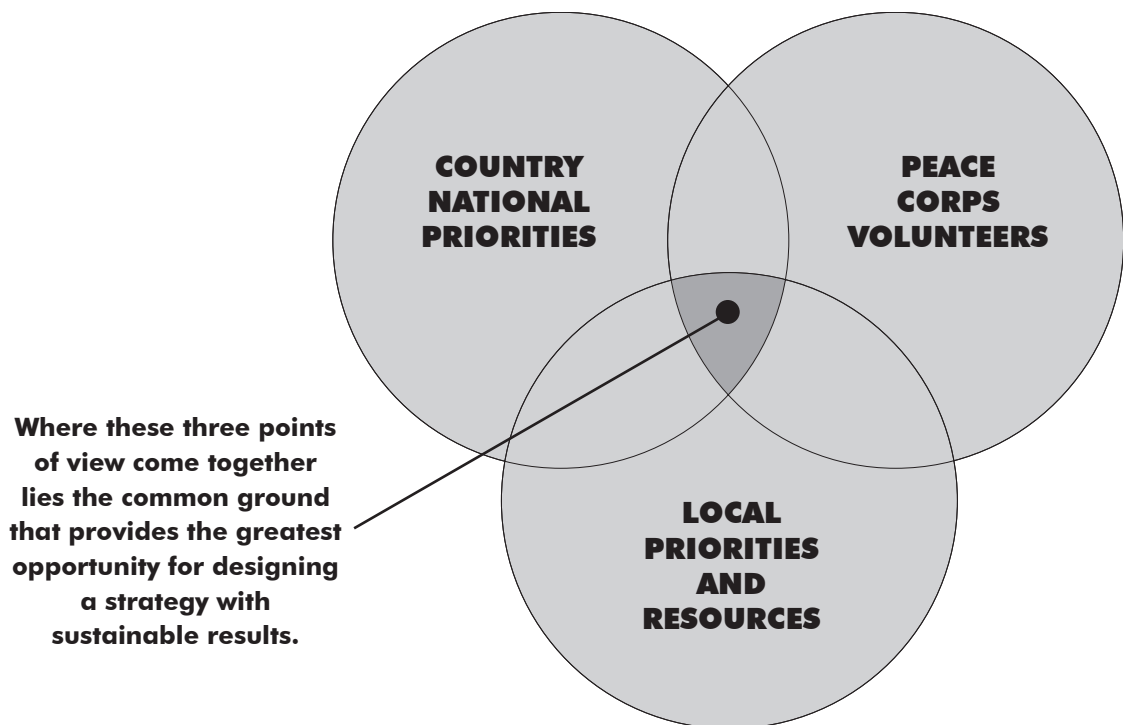 COUNTRY
NATIONAL
PRIORITIES
PEACE
CORPS
VOLUNTEERS
Where these three points
of view come together
lies the common ground
that provides the greatest
opportunity for designing
a strategy with
sustainable results.
LOCAL
PRIORITIES
AND
RESOURCES